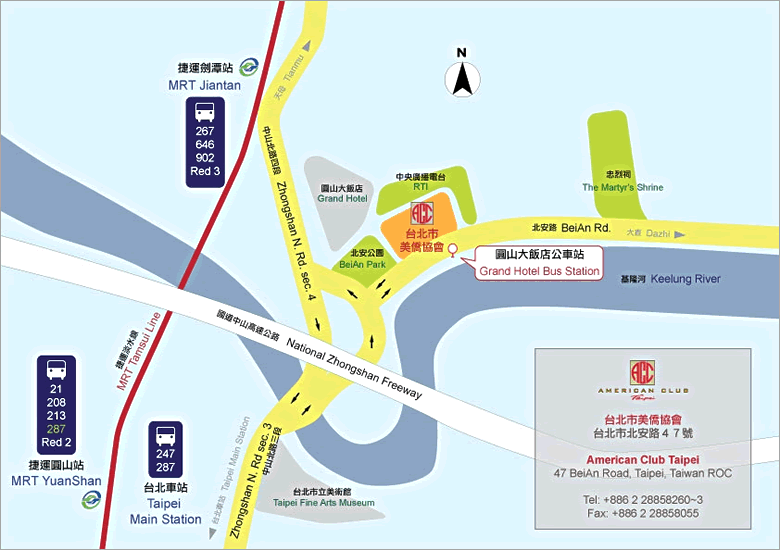 捷運劍潭站
MRT Jiantan
267
646
902
Red 3
天母 Tianmu
N
中山北路四段 Zhongshan N. Rd. sec. 4
圓山大飯店
Grand Hotel
中央廣播電台
RTI
ACC
台北市
美僑協會
忠烈祠
The Martyr's Shrine
北安路 BeiAn Rd.
大直 Dazhi
北安公園
BeiAn Park
圓山大飯店公車站
Grand Hotel Bus Station
基隆河 Keelung River
國道中山高速公路 National Zhongshan Freeway
捷運淡水線
MRT Tamsui Line
21
208
213
287
Red 2
捷運圓山站
MRT YuanShan
247
287
台北車站
Taipei
Main Station
台北車站 Taipei Main Station
Zhongshan N. Rd sec. 3
中山北路三段
台北市立美術館
Taipei Fine Arts Museum
ACC
AMERICAN CLUB
Taipei
台北市美僑協會
台北市北安路４７號
American Club Taipei
47 BeiAn Road, Taipei, Taiwan ROC
Tel: +886 2 28858260~3
Fax: +886 2 28858055